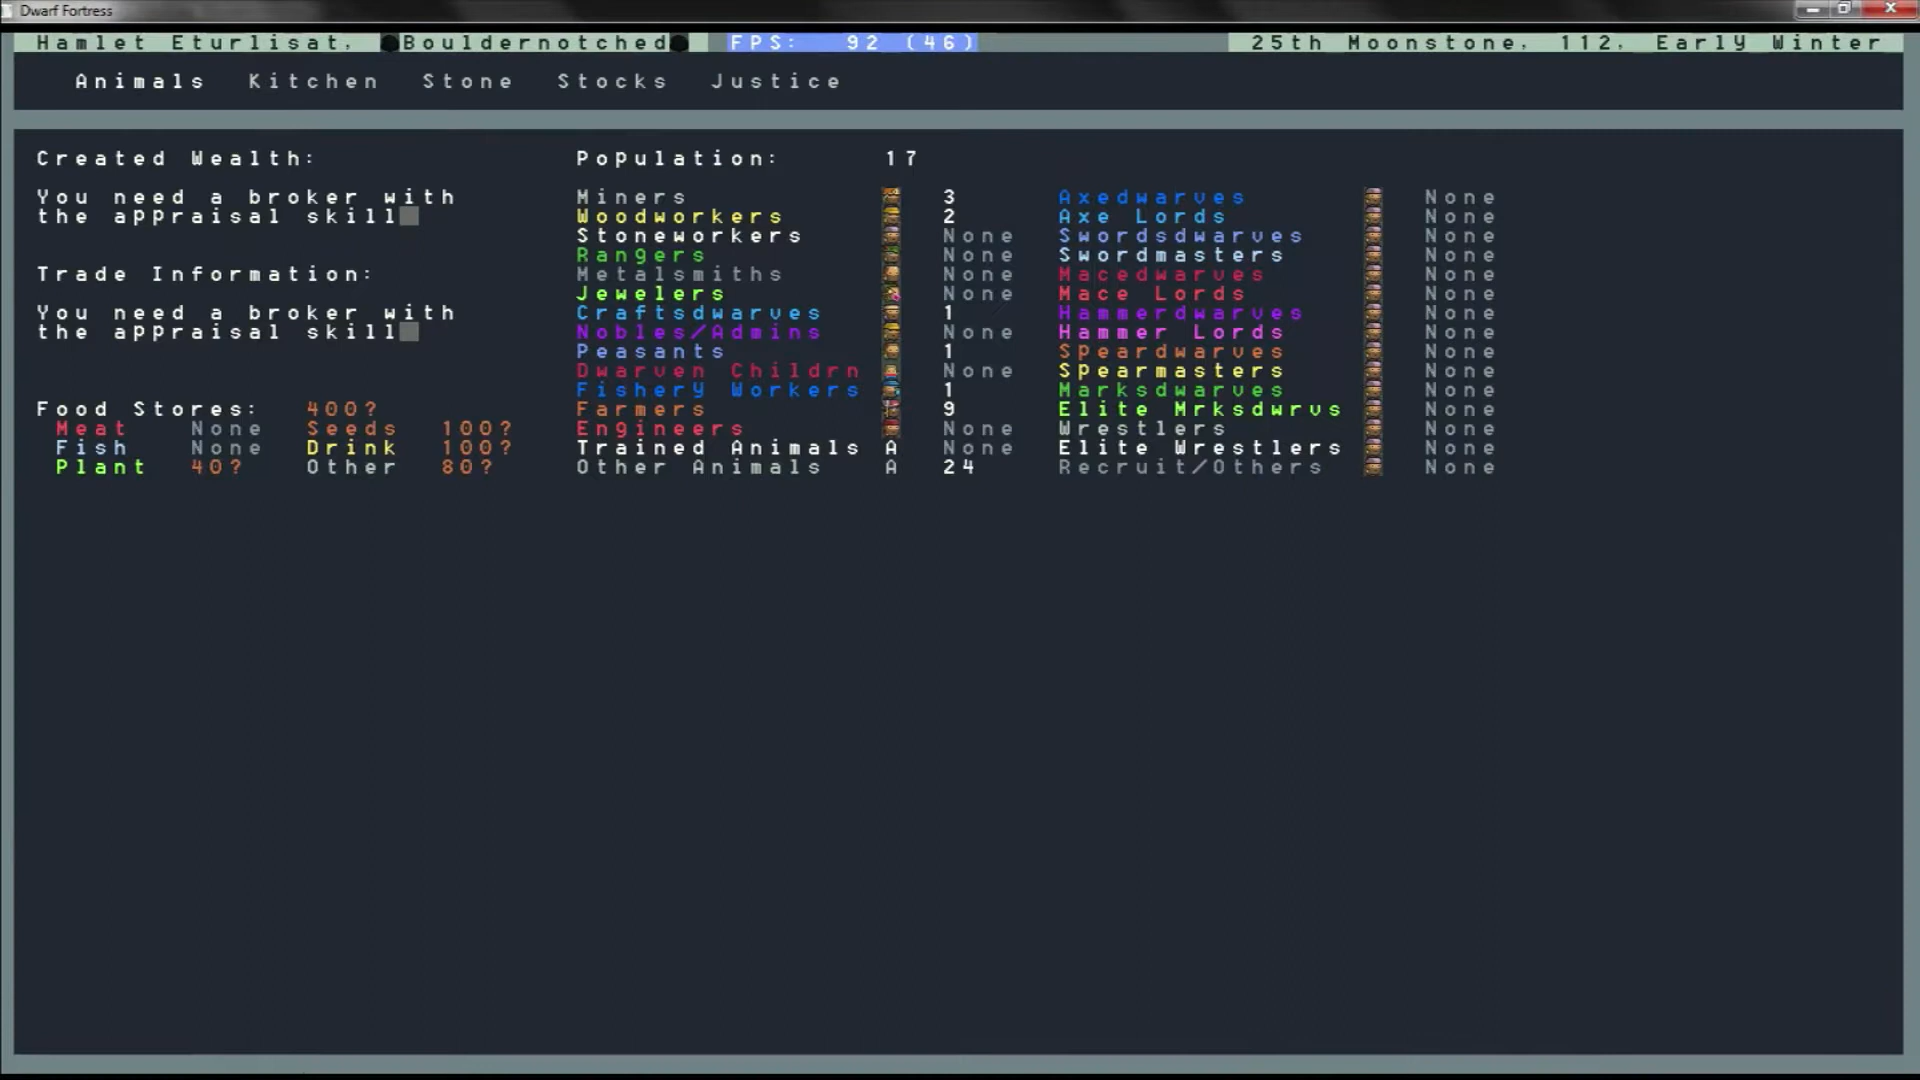 Dwarf Fortress
Hamlet Eturlisat, Bouldernotched FPS: 92 (46) 25th Moonstone, 112, Early Winter
Animals Kitchen Stone Stocks Justice
Created Wealth: Population: 17
You need a broker with Miners 3 Axedwarves None
the appraisal skill Woodworkers 2 Axe Lords None
Stoneworkers None Swordsdwarves None
Rangers None Swordmasters None
Trade Information: Metalsmiths None Macedwarves None
Jewelers None Mace Lords None
You need a broker with Craftsdwarves 1 Hammerdwarves None
the appraisal skill Nobles/Admins None Hammer Lords None
Peasants 1 Speardwarves None
Dwarven Childrn None Spearmasters None
Fishery Workers 1 Marksdwarves None
Food Stores: 400? Farmers 9 Elite Mrksdwrvs None
Meat None Seeds 100? Engineers None Wrestlers None
Fish None Drink 100? Trained Animals A None Elite Wrestlers None
Plant 40? Other 80? Other Animals A 24 Recruit/Others None